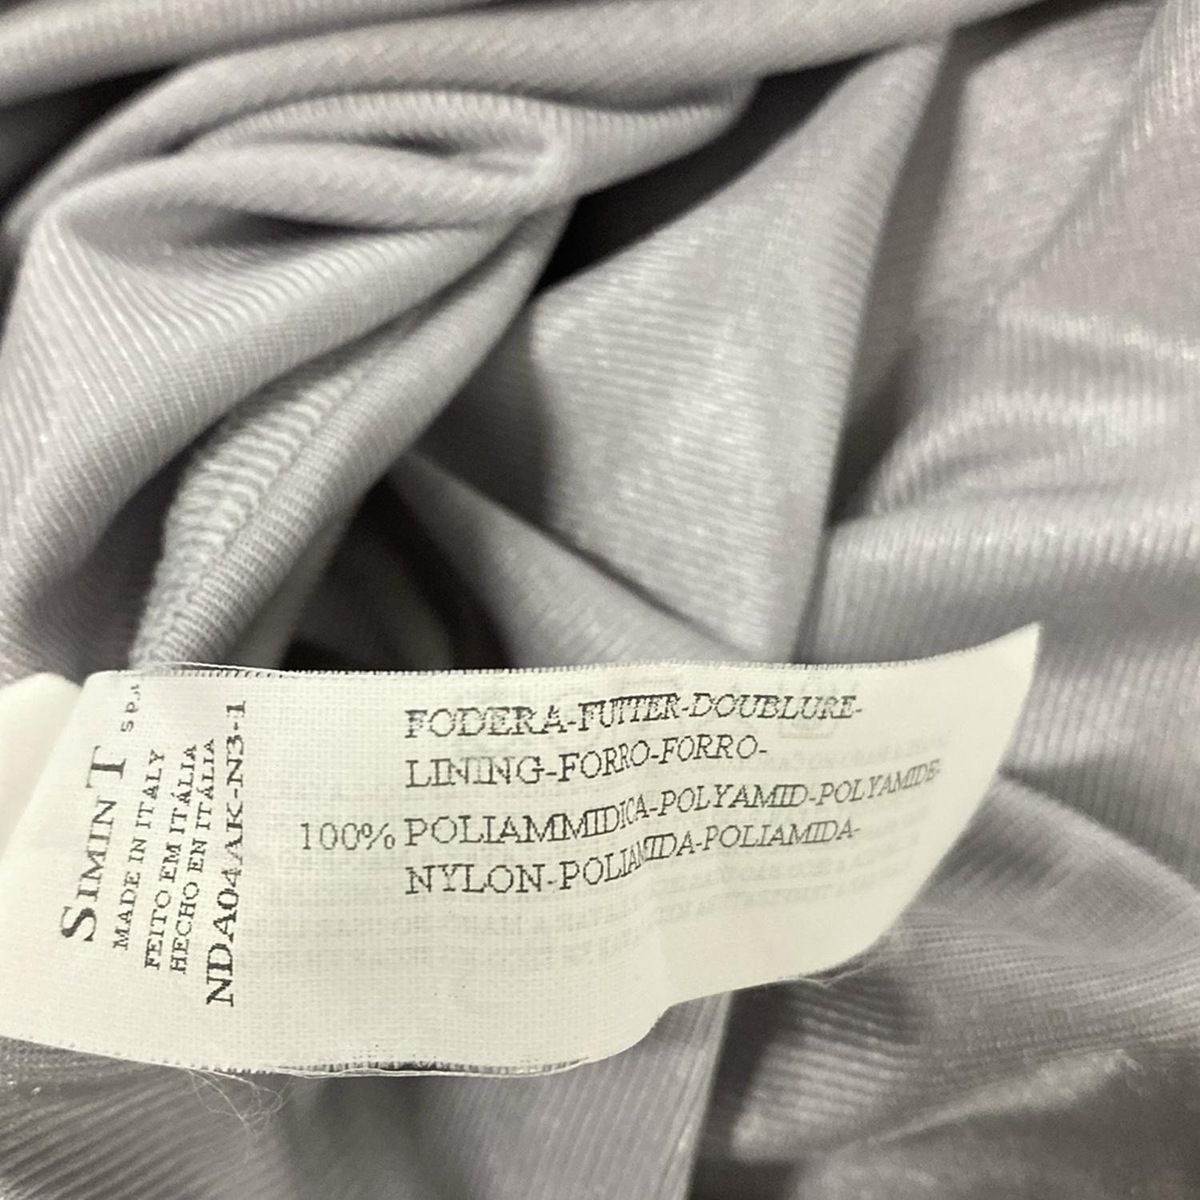 SIMINT S.P.A.
MADE IN ITALY
FEITO EM ITÁLIA
HECHO EN ITÁLIA
NDA04AK-N3-1
FODERA-FUTTER-DOUBLURE-
LINING-FORRO-FORRO-
100% POLIAMMIDICA-POLYAMID-POLYAMIDE-
NYLON-POLIAMIDA-POLIAMIDA-